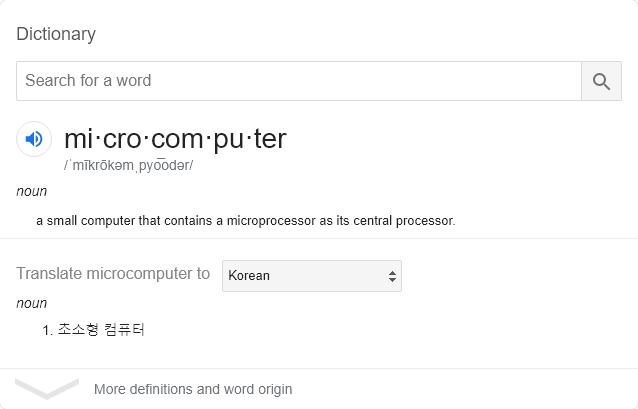 Dictionary
Search for a word
mi·cro·com·pu·ter
/ˈmīkrōkəmˌpyo͞odər/
noun
a small computer that contains a microprocessor as its central processor.
Translate microcomputer to Korean
noun
1. 초소형 컴퓨터
More definitions and word origin